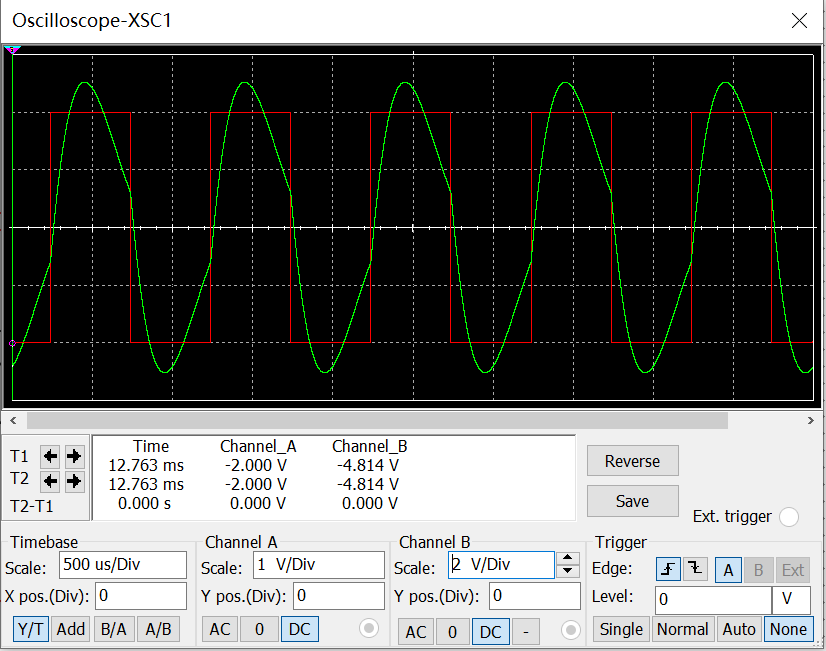 Oscilloscope-XSC1
Time Channel_A Channel_B
T1 12.763 ms -2.000 V -4.814 V
T2 12.763 ms -2.000 V -4.814 V
T2-T1 0.000 s 0.000 V 0.000 V
Reverse
Save
Ext. trigger
Timebase
Scale: 500 us/Div
X pos.(Div): 0
Y/T Add B/A A/B
Channel A
Scale: 1 V/Div
Y pos.(Div): 0
AC 0 DC
Channel B
Scale: 2 V/Div
Y pos.(Div): 0
AC 0 DC -
Trigger
Edge: A B Ext
Level: 0 V
Single Normal Auto None